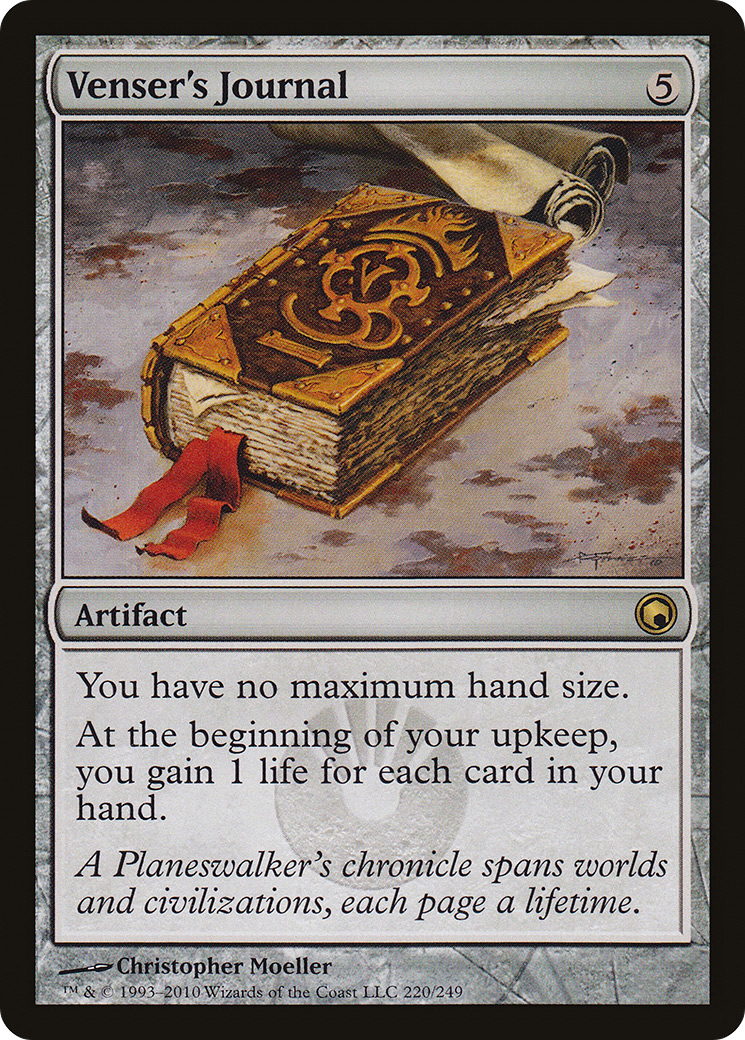 Venser's Journal 5
Artifact
You have no maximum hand size.
At the beginning of your upkeep,
you gain 1 life for each card in your
hand.
A Planeswalker's chronicle spans worlds
and civilizations, each page a lifetime.
Christopher Moeller
™ & © 1993–2010 Wizards of the Coast LLC 220/249